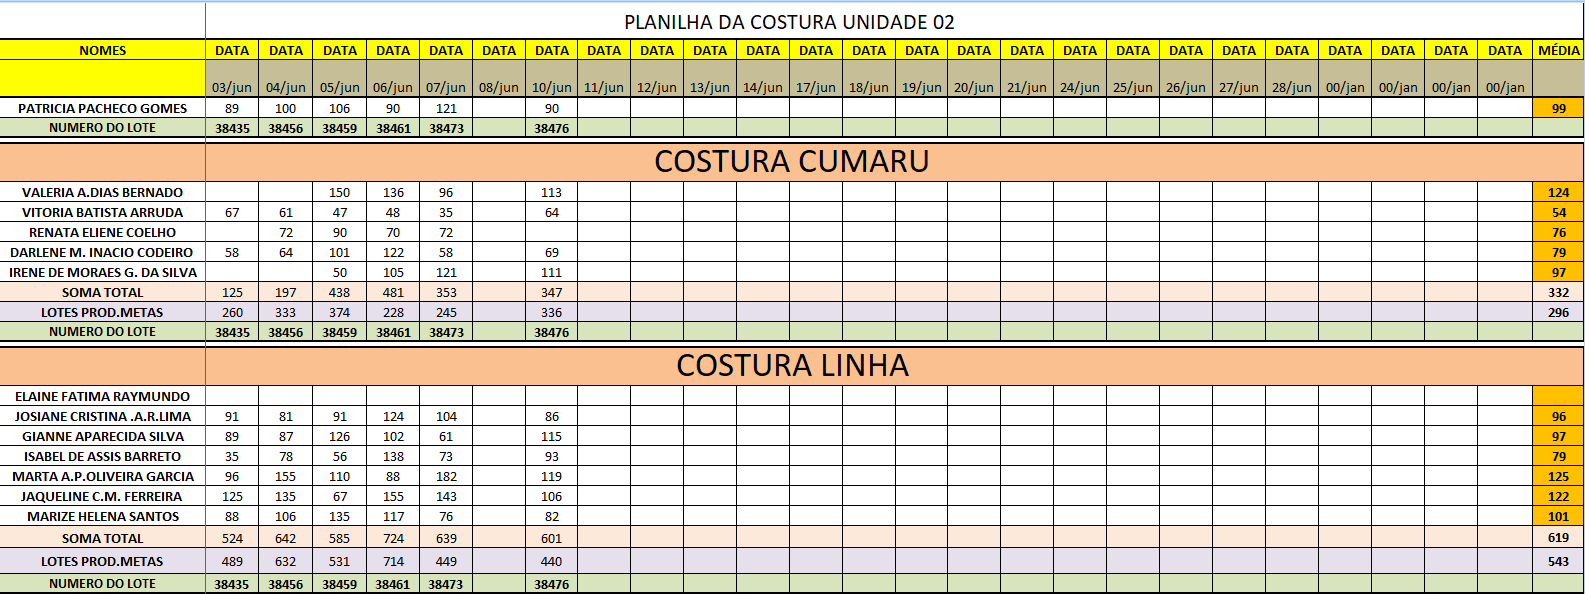 PLANILHA DA COSTURA UNIDADE 02
NOMES DATA DATA DATA DATA DATA DATA DATA DATA DATA DATA DATA DATA DATA DATA DATA DATA DATA DATA DATA DATA DATA DATA DATA DATA DATA MÉDIA
03/jun 04/jun 05/jun 06/jun 07/jun 08/jun 10/jun 11/jun 12/jun 13/jun 14/jun 17/jun 18/jun 19/jun 20/jun 21/jun 24/jun 25/jun 26/jun 27/jun 28/jun 00/jan 00/jan 00/jan 00/jan
PATRICIA PACHECO GOMES 89 100 106 90 121 90 99
NUMERO DO LOTE 38435 38456 38459 38461 38473 38476
COSTURA CUMARU
VALERIA A.DIAS BERNADO 150 136 96 113 124
VITORIA BATISTA ARRUDA 67 61 47 48 35 64 54
RENATA ELIENE COELHO 72 90 70 72 76
DARLENE M. INACIO CODEIRO 58 64 101 122 58 69 79
IRENE DE MORAES G. DA SILVA 50 105 121 111 97
SOMA TOTAL 125 197 438 481 353 347 332
LOTES PROD.METAS 260 333 374 228 245 336 296
NUMERO DO LOTE 38435 38456 38459 38461 38473 38476
COSTURA LINHA
ELAINE FATIMA RAYMUNDO
JOSIANE CRISTINA .A.R.LIMA 91 81 91 124 104 86 96
GIANNE APARECIDA SILVA 89 87 126 102 61 115 97
ISABEL DE ASSIS BARRETO 35 78 56 138 73 93 79
MARTA A.P.OLIVEIRA GARCIA 96 155 110 88 182 119 125
JAQUELINE C.M. FERREIRA 125 135 67 155 143 106 122
MARIZE HELENA SANTOS 88 106 135 117 76 82 101
SOMA TOTAL 524 642 585 724 639 601 619
LOTES PROD.METAS 489 632 531 714 449 440 543
NUMERO DO LOTE 38435 38456 38459 38461 38473 38476